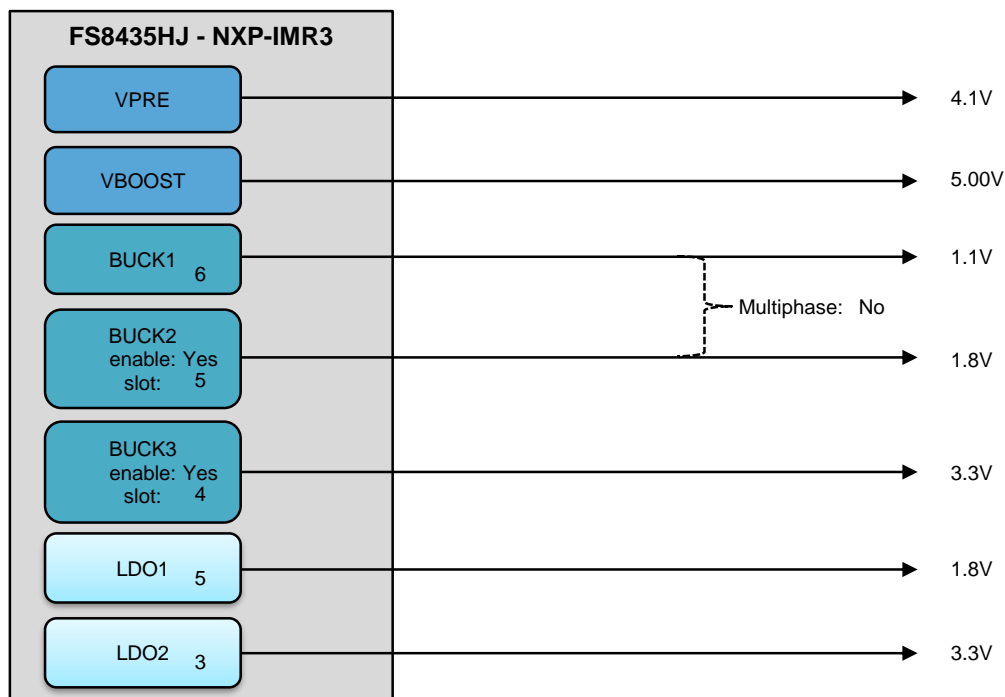 FS8435HJ - NXP-IMR3
VPRE
4.1V
VBOOST
5.00V
BUCK1 6
1.1V
Multiphase: No
BUCK2
enable: Yes
slot: 5
1.8V
BUCK3
enable: Yes
slot: 4
3.3V
LDO1 5
1.8V
LDO2 3
3.3V